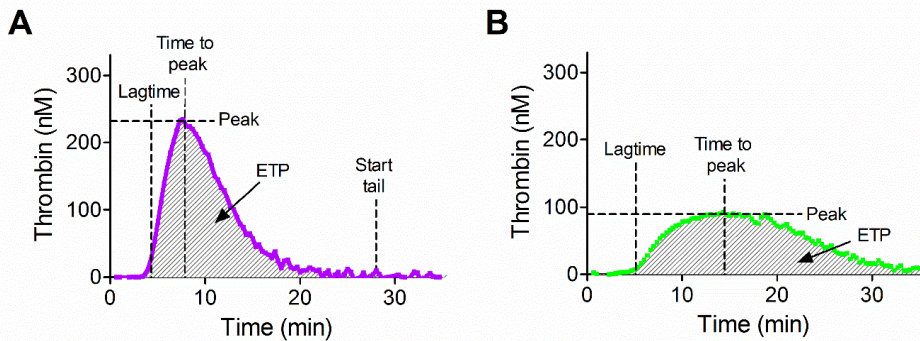 A
Time to
peak
Lagtime
Peak
ETP
Start
tail
Thrombin (nM)
300
200
100
0
0 10 20 30
Time (min)
B
Time to
peak
Lagtime
Peak
ETP
Thrombin (nM)
300
200
100
0
0 10 20 30
Time (min)